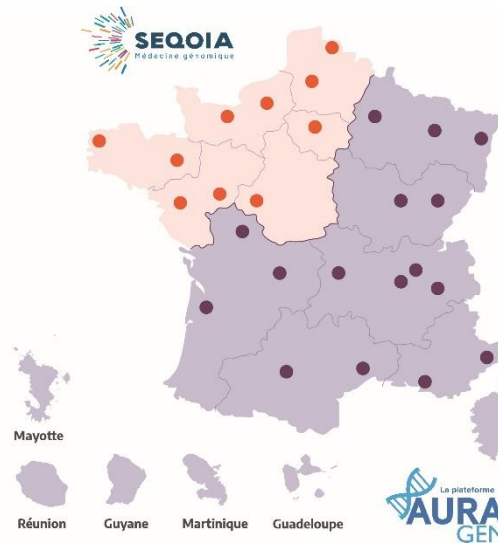 SEQOIA
Médecine génomique
Mayotte
Réunion
Guyane
Martinique
Guadeloupe
La plateforme
AURA
GEN